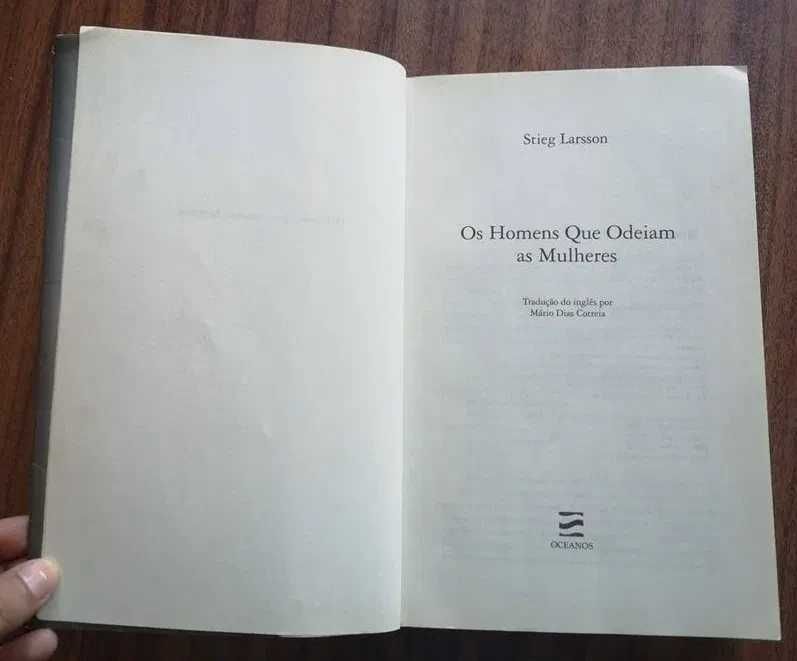 Stieg Larsson
Os Homens Que Odeiam
as Mulheres
Tradução do inglês por
Mário Dias Correia
OCEANOS